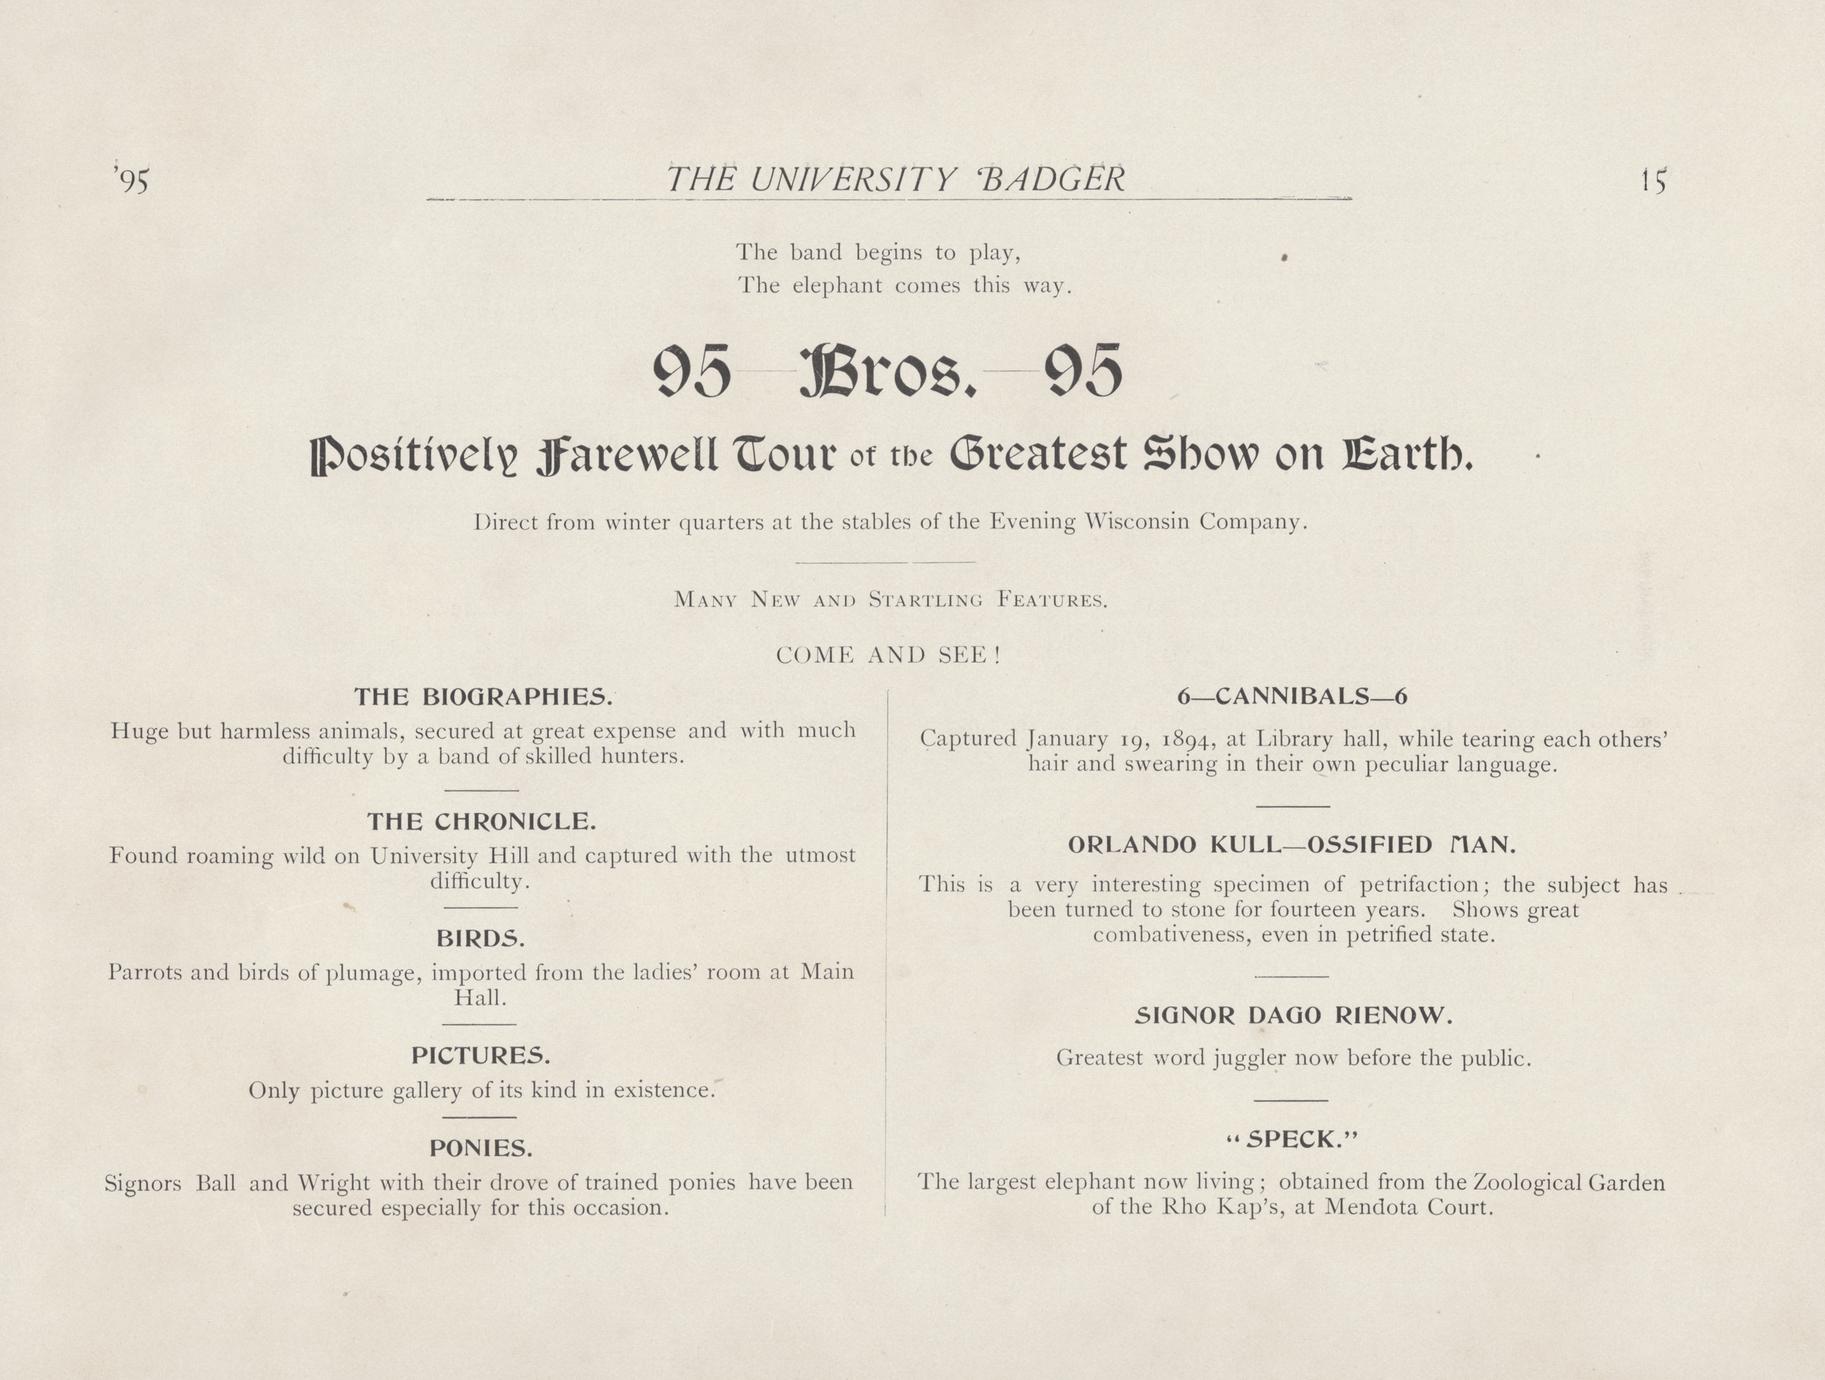 '95
THE UNIVERSITY BADGER
15
The band begins to play,
The elephant comes this way.
95—Bros.—95
Positively Farewell Tour of the Greatest Show on Earth.
Direct from winter quarters at the stables of the Evening Wisconsin Company.
MANY NEW AND STARTLING FEATURES.
COME AND SEE!
THE BIOGRAPHIES.
Huge but harmless animals, secured at great expense and with much
difficulty by a band of skilled hunters.
THE CHRONICLE.
Found roaming wild on University Hill and captured with the utmost
difficulty.
BIRDS.
Parrots and birds of plumage, imported from the ladies' room at Main
Hall.
PICTURES.
Only picture gallery of its kind in existence.
PONIES.
Signors Ball and Wright with their drove of trained ponies have been
secured especially for this occasion.
6—CANNIBALS—6
Captured January 19, 1894, at Library hall, while tearing each others'
hair and swearing in their own peculiar language.
ORLANDO KULL—OSSIFIED MAN.
This is a very interesting specimen of petrifaction; the subject has
been turned to stone for fourteen years. Shows great
combativeness, even in petrified state.
SIGNOR DAGO RIENOW.
Greatest word juggler now before the public.
"SPECK."
The largest elephant now living; obtained from the Zoological Garden
of the Rho Kap's, at Mendota Court.